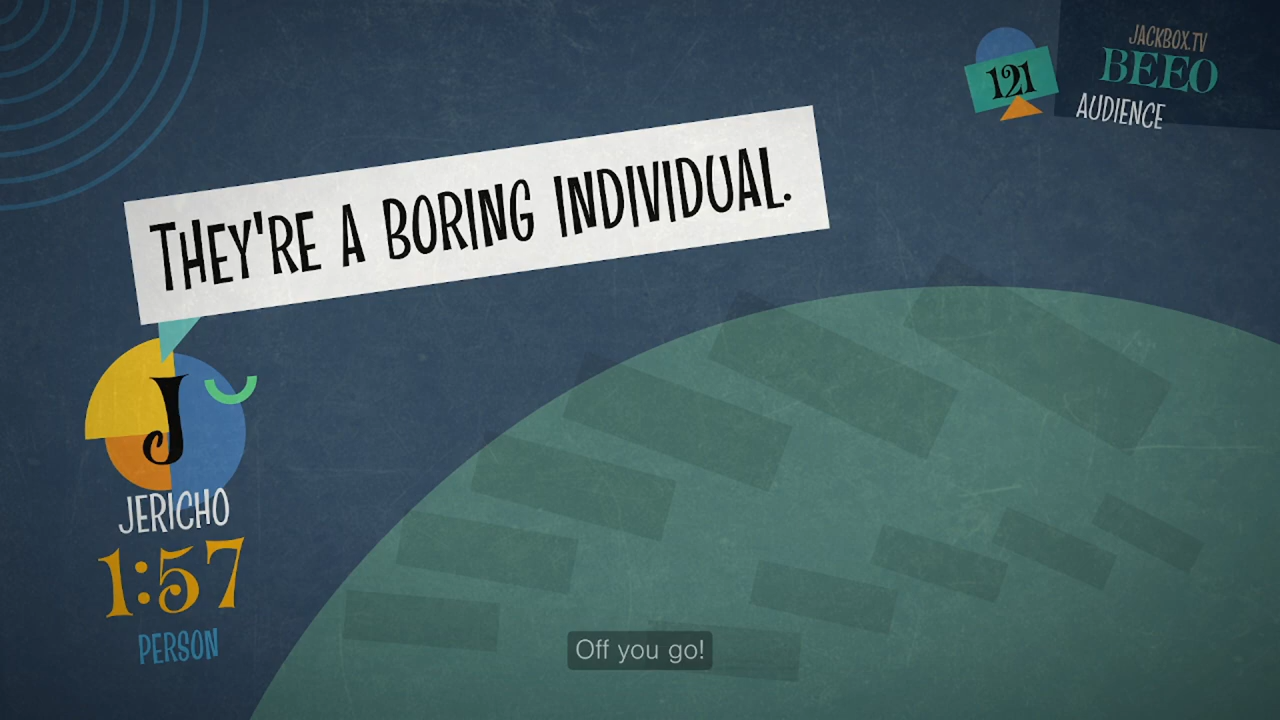 JACKBOX.TV
BEEO
121
AUDIENCE
THEY'RE A BORING INDIVIDUAL.
J
JERICHO
1:57
PERSON
Off you go!